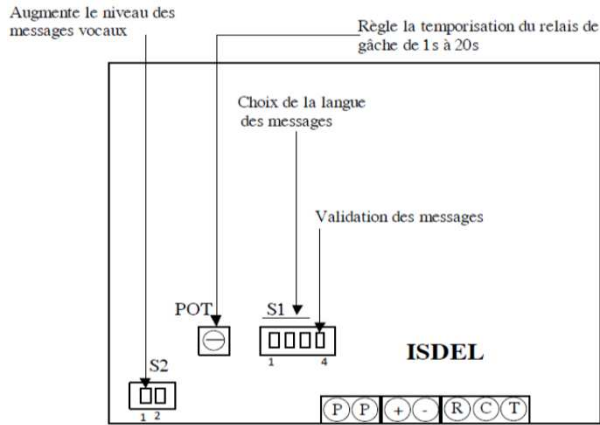 Augmente le niveau des
messages vocaux
Règle la temporisation du relais de
gâche de 1s à 20s
Choix de la langue
des messages
Validation des messages
POT
S1
1 4
ISDEL
S2
1 2
P P + - R C T